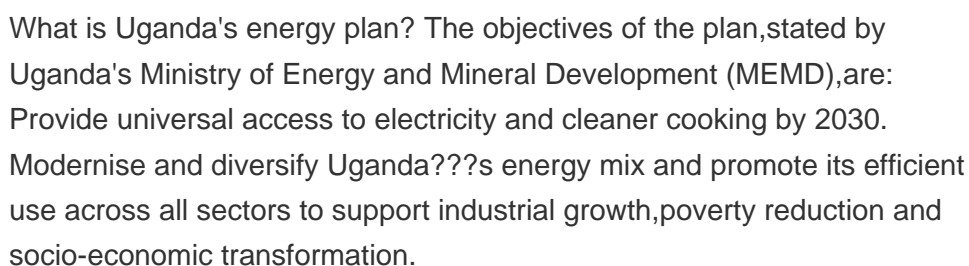 What is Uganda's energy plan? The objectives of the plan,stated by
Uganda's Ministry of Energy and Mineral Development (MEMD),are:
Provide universal access to electricity and cleaner cooking by 2030.
Modernise and diversify Uganda???s energy mix and promote its efficient
use across all sectors to support industrial growth,poverty reduction and
socio-economic transformation.